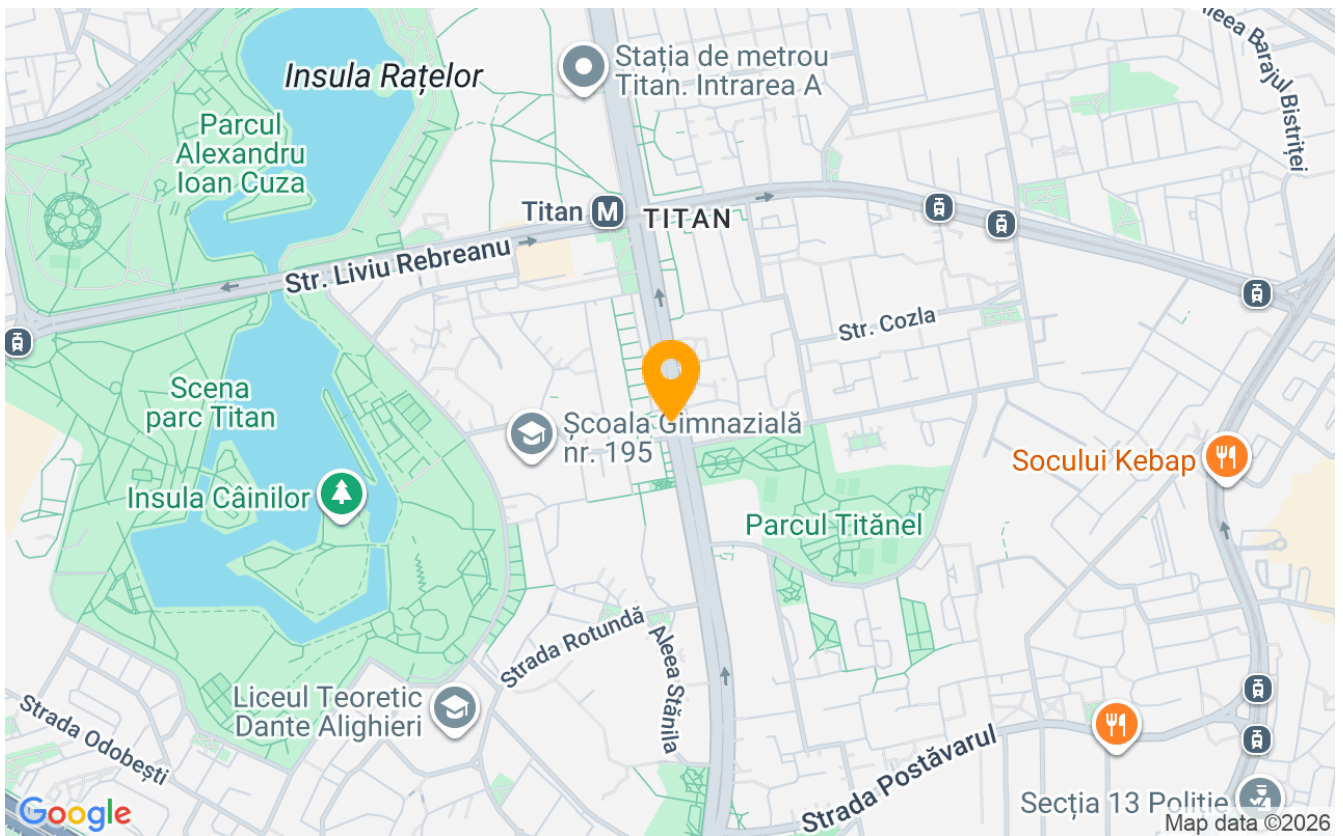 Insula Rațelor
Stația de metrou
Titan. Intrarea A
Aleea Barajul Bistriței
Parcul
Alexandru
Ioan Cuza
Titan M
TITAN
Str. Liviu Rebreanu
Str. Cozla
Scena
parc Titan
Școala Gimnazială
nr. 195
Socului Kebap
Insula Câinilor
Parcul Titănel
Strada Rotundă
Aleea Stănila
Liceul Teoretic
Dante Alighieri
Strada Odobești
Strada Postăvarul
Secția 13 Poliție
Google
Map data ©2026